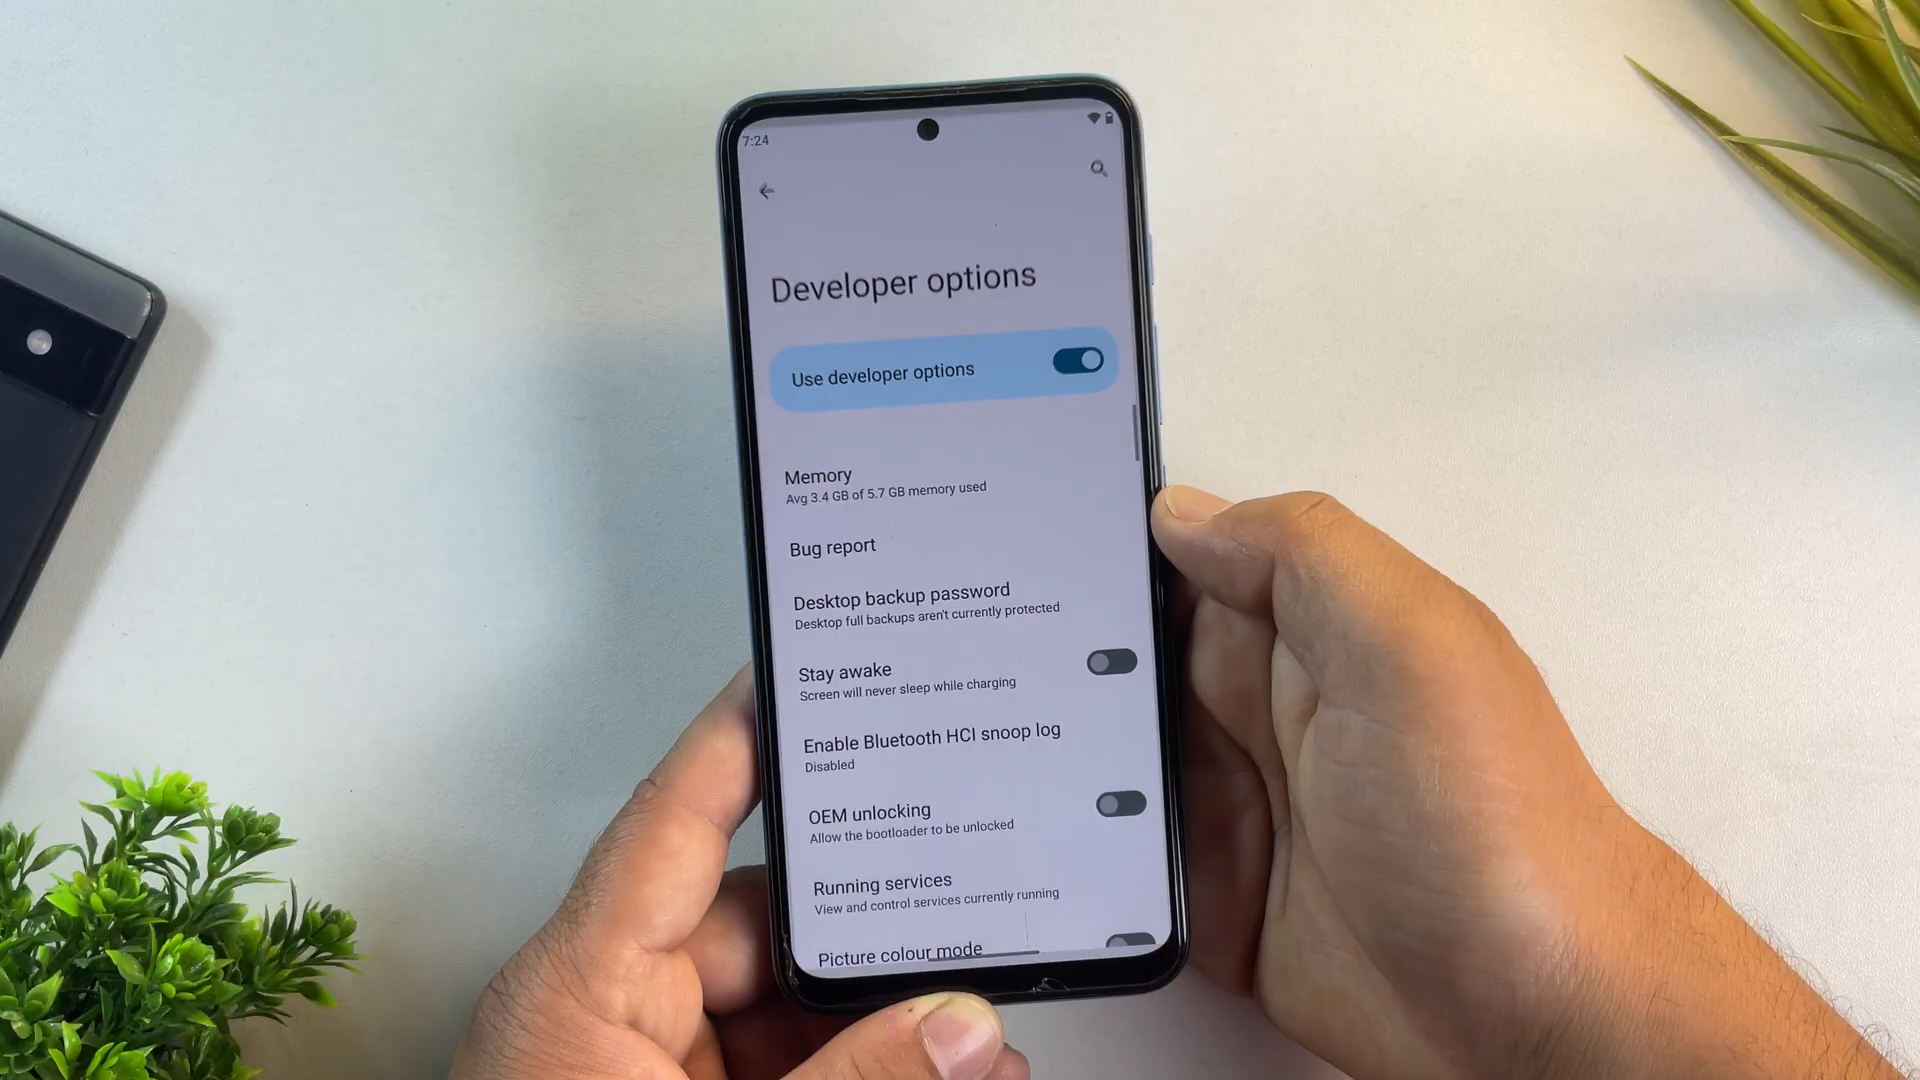 7:24
Developer options
Use developer options
Memory
Avg 3.4 GB of 5.7 GB memory used
Bug report
Desktop backup password
Desktop full backups aren't currently protected
Stay awake
Screen will never sleep while charging
Enable Bluetooth HCI snoop log
Disabled
OEM unlocking
Allow the bootloader to be unlocked
Running services
View and control services currently running
Picture colour mode